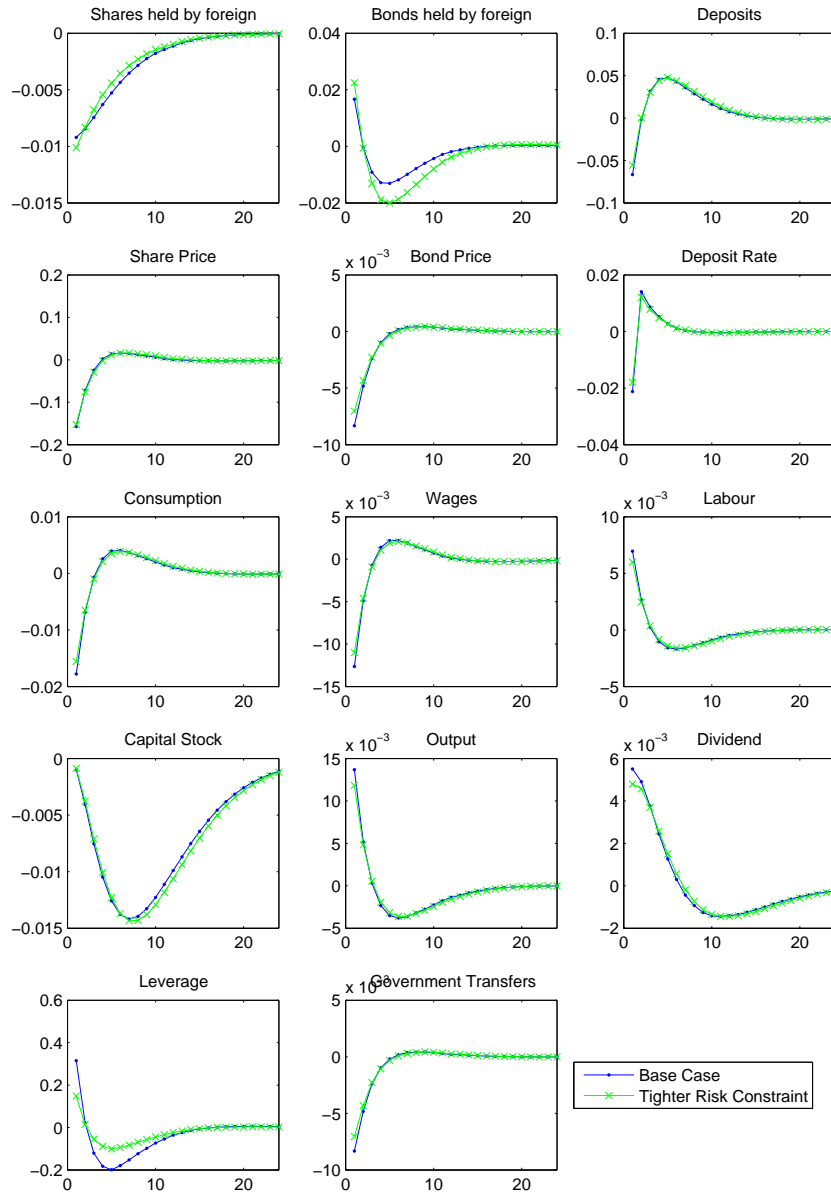 Shares held by foreign
0
−0.005
−0.01
−0.015
0 10 20
Bonds held by foreign
0.04
0.02
0
−0.02
0 10 20
Deposits
0.1
0.05
0
−0.05
−0.1
0 10 20
Share Price
0.2
0.1
0
−0.1
−0.2
0 10 20
Bond Price
x 10−3
5
0
−5
−10
0 10 20
Deposit Rate
0.02
0
−0.02
−0.04
0 10 20
Consumption
0.01
0
−0.01
−0.02
0 10 20
Wages
x 10−3
5
0
−5
−10
−15
0 10 20
Labour
x 10−3
10
5
0
−5
0 10 20
Capital Stock
0
−0.005
−0.01
−0.015
0 10 20
Output
x 10−3
15
10
5
0
−5
0 10 20
Dividend
x 10−3
6
4
2
0
−2
0 10 20
Leverage
0.6
0.4
0.2
0
−0.2
0 10 20
Government Transfers
x 10−3
5
0
−5
−10
0 10 20
Base Case
Tighter Risk Constraint